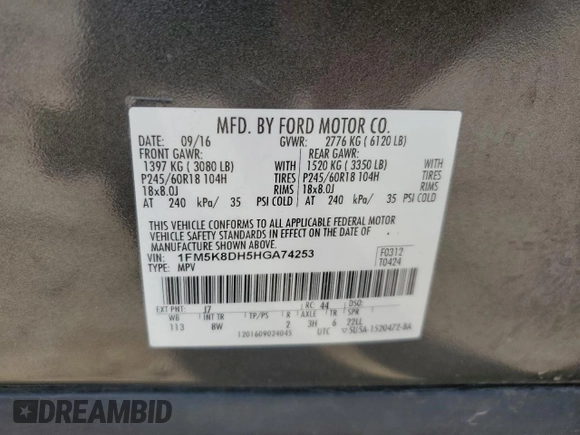 MFD. BY FORD MOTOR CO.
DATE: 09/16 GVWR: 2776 KG ( 6120 LB)
FRONT GAWR: REAR GAWR:
1397 KG ( 3080 LB) WITH 1520 KG ( 3350 LB) WITH
P245/60R18 104H TIRES P245/60R18 104H TIRES
18x8.0J RIMS 18x8.0J RIMS
AT 240 kPa/ 35 PSI COLD AT 240 kPa/ 35 PSI COLD
THIS VEHICLE CONFORMS TO ALL APPLICABLE FEDERAL MOTOR
VEHICLE SAFETY STANDARDS IN EFFECT ON THE DATE OF
MANUFACTURE SHOWN ABOVE.
VIN: 1FM5K8DH5HGA74253 F0312
TYPE: MPV T0424
EXT PNT: J7 RC: 44 DSO:
WB INT TR TP/PS R AXLE TR SPR
113 8W 2 3H 6 22LL
1201609024045 UTC
DREAMBID